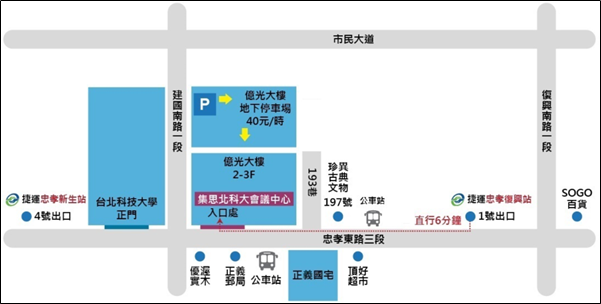 市民大道
建國南路一段
復興南路一段
P
億光大樓
地下停車場
40元/時
億光大樓
2-3F
集思北科大會議中心
入口處
193巷
珍異
古典
文物
197號
公車站
台北科技大學
正門
捷運忠孝新生站
4號出口
捷運忠孝復興站
1號出口
直行6分鐘
SOGO
百貨
忠孝東路三段
優渥
實木
正義
郵局
公車站
正義國宅
頂好
超市